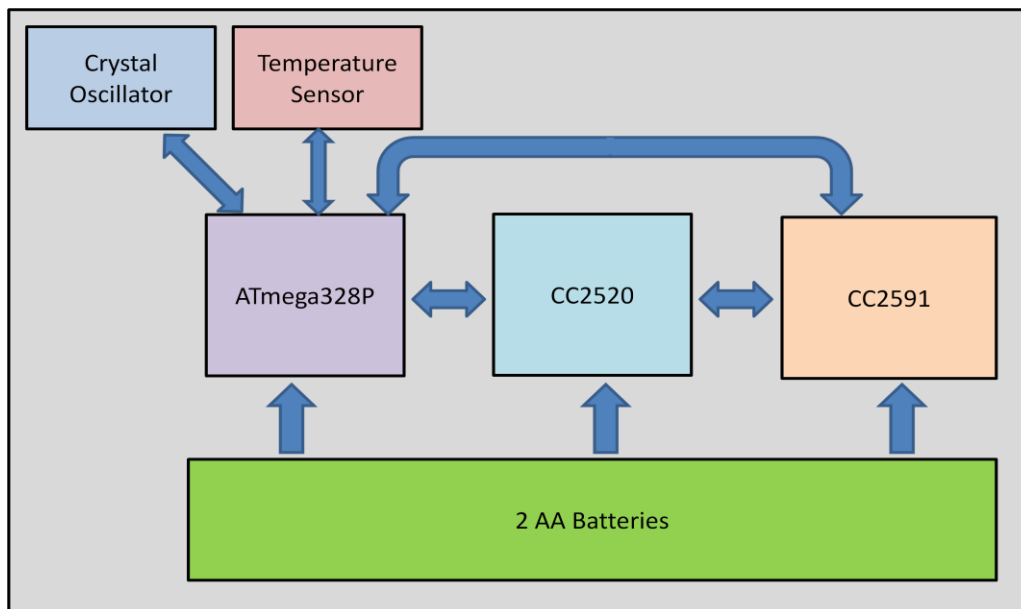 Crystal
Oscillator
Temperature
Sensor
ATmega328P
CC2520
CC2591
2 AA Batteries